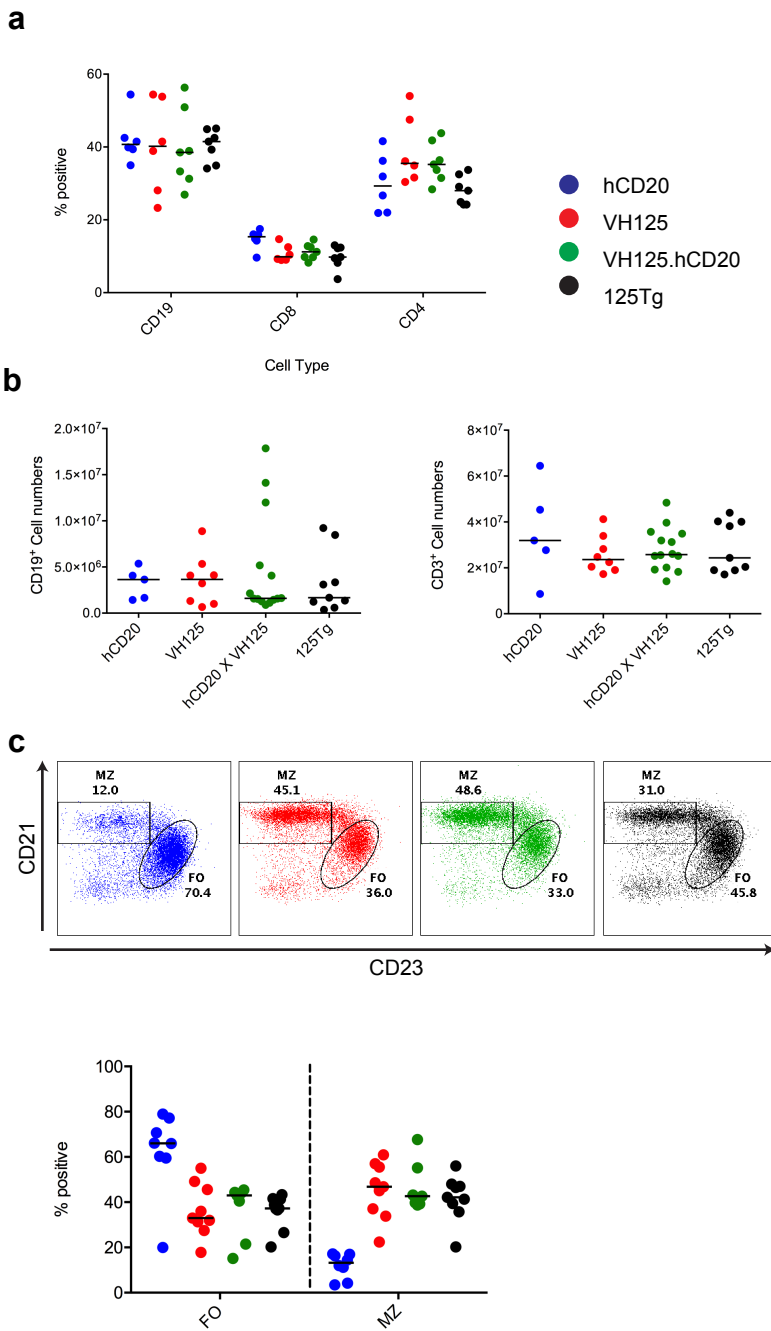 a
60
40
20
0
% positive
CD19
CD8
CD4
Cell Type
hCD20
VH125
VH125.hCD20
125Tg
b
2.0×10⁷
1.5×10⁷
1.0×10⁷
5.0×10⁶
0.0
CD19⁺ Cell numbers
hCD20
VH125
hCD20 X VH125
125Tg
8×10⁷
6×10⁷
4×10⁷
2×10⁷
0
CD3⁺ Cell numbers
hCD20
VH125
hCD20 X VH125
125Tg
c
CD21
MZ
12.0
FO
70.4
MZ
45.1
FO
36.0
MZ
48.6
FO
33.0
MZ
31.0
FO
45.8
CD23
100
80
60
40
20
0
% positive
FO
MZ